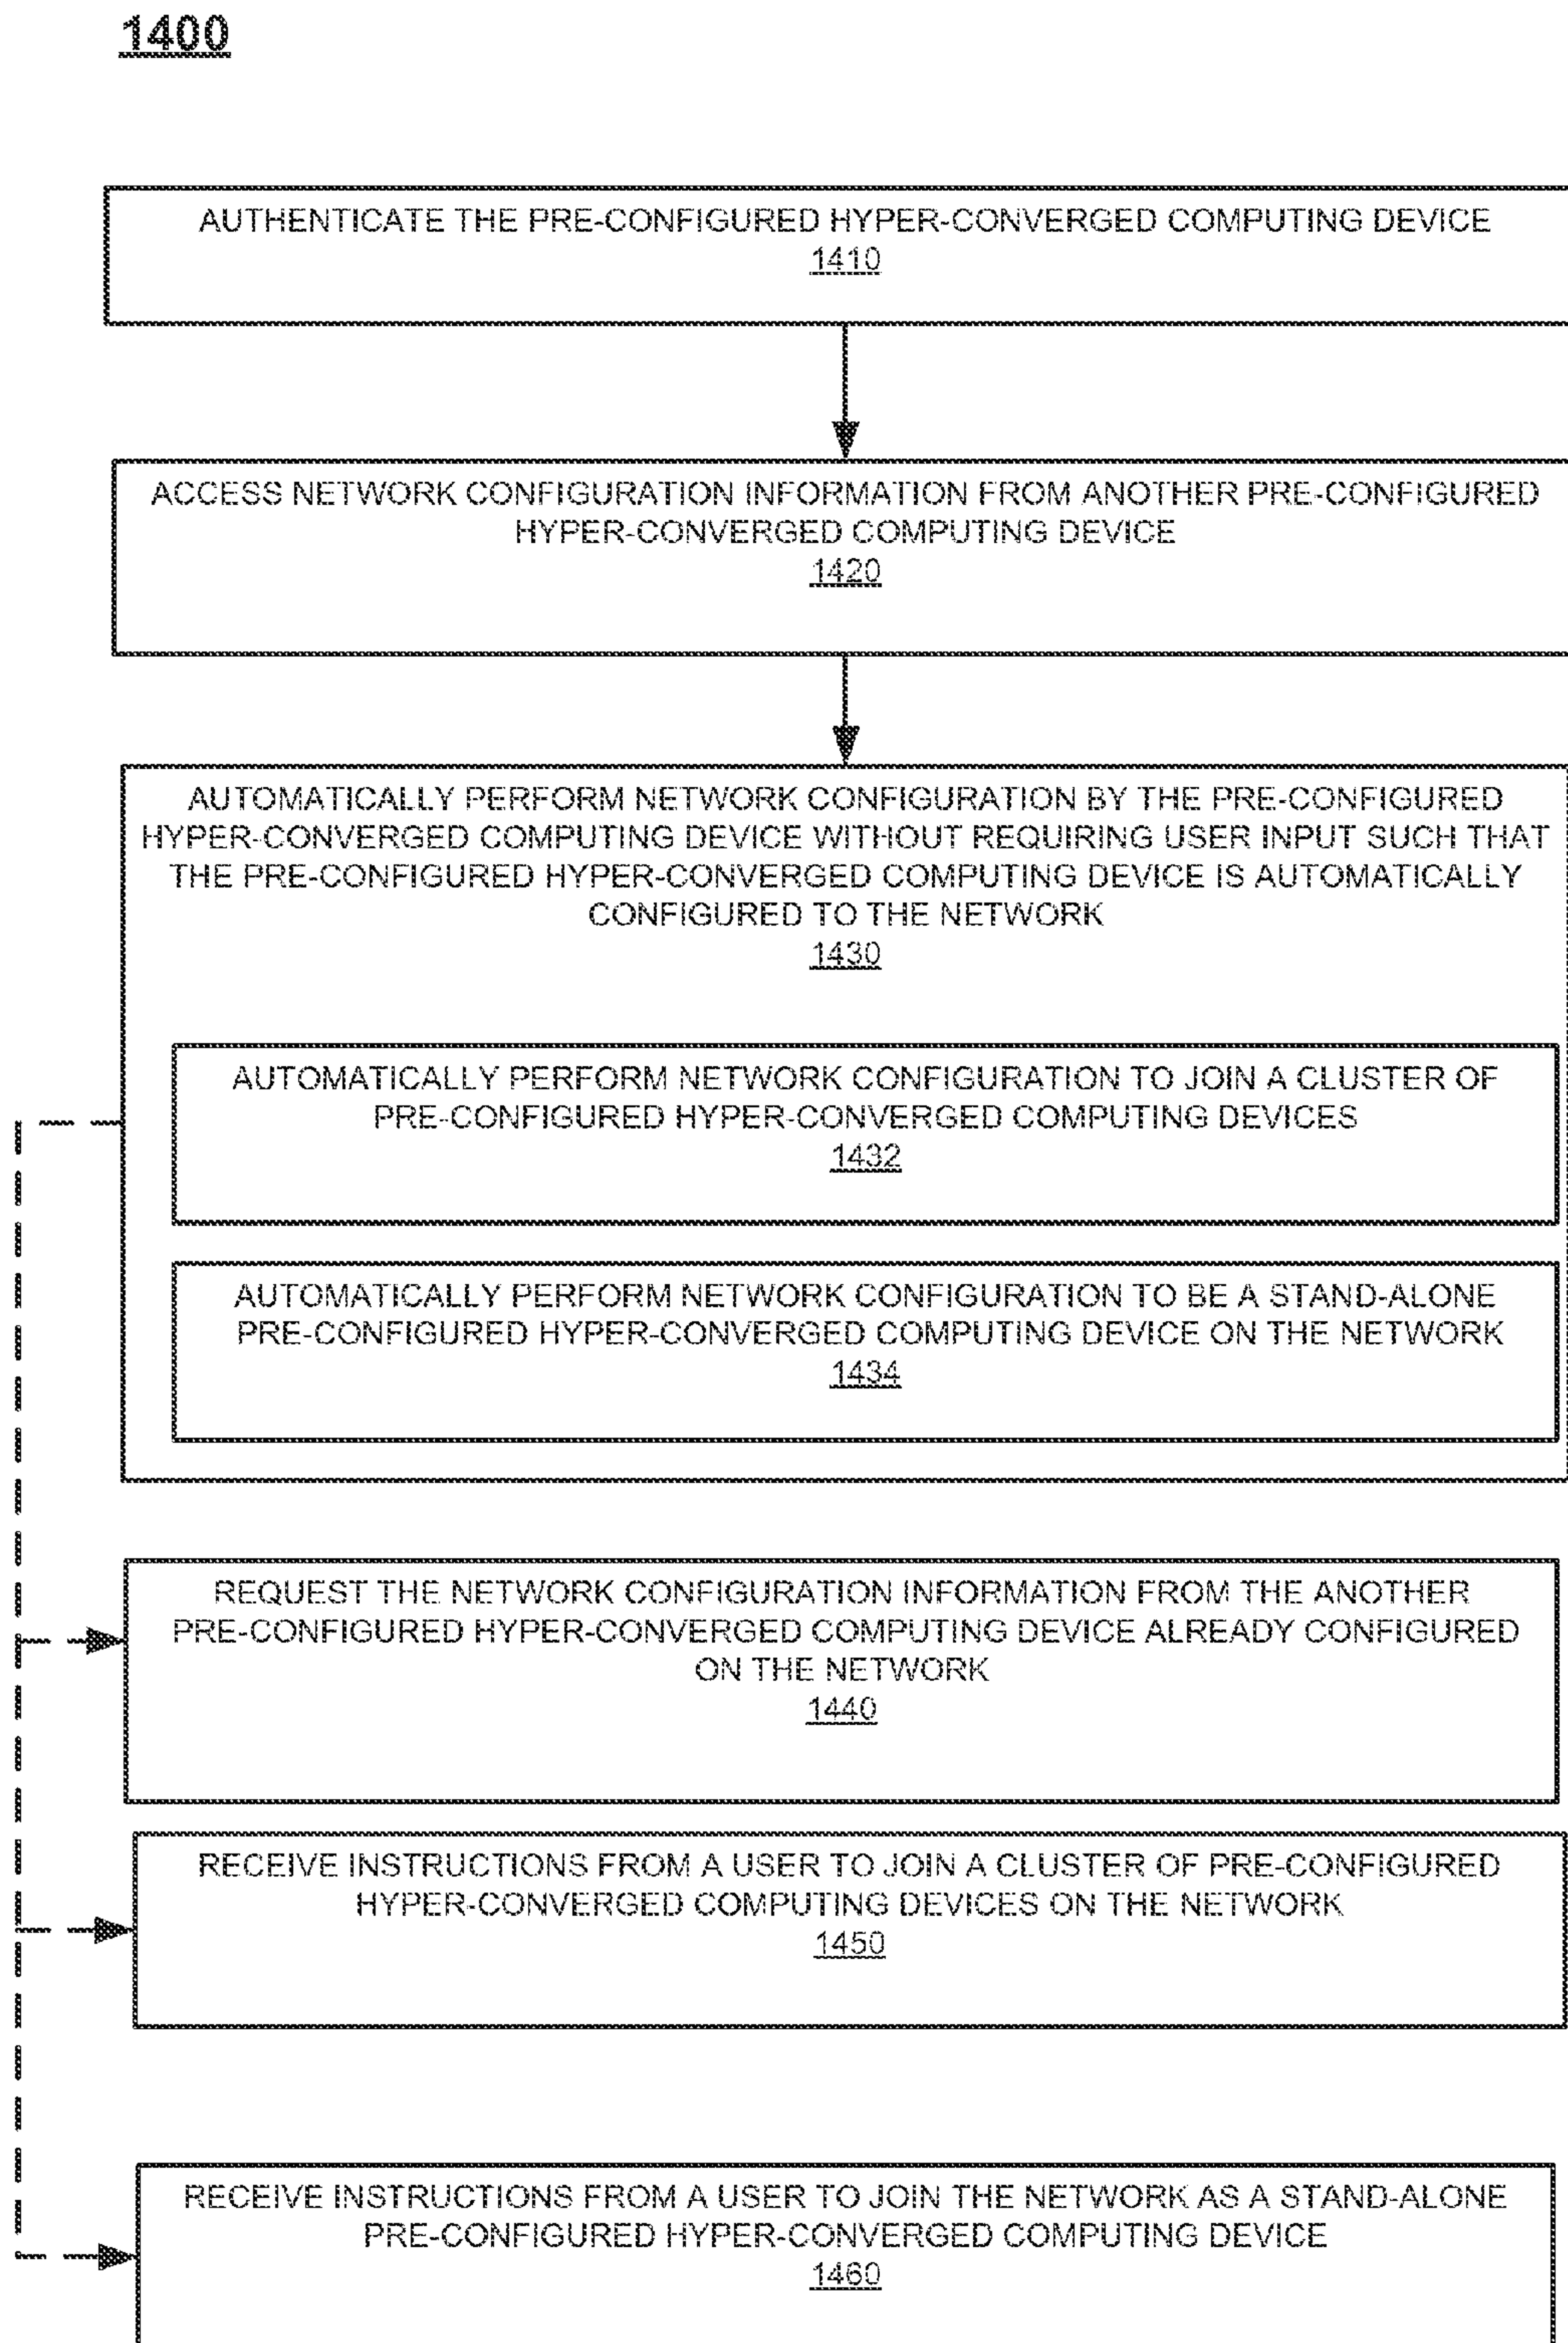 1400
AUTHENTICATE THE PRE-CONFIGURED HYPER-CONVERGED COMPUTING DEVICE
1410
ACCESS NETWORK CONFIGURATION INFORMATION FROM ANOTHER PRE-CONFIGURED
HYPER-CONVERGED COMPUTING DEVICE
1420
AUTOMATICALLY PERFORM NETWORK CONFIGURATION BY THE PRE-CONFIGURED
HYPER-CONVERGED COMPUTING DEVICE WITHOUT REQUIRING USER INPUT SUCH THAT
THE PRE-CONFIGURED HYPER-CONVERGED COMPUTING DEVICE IS AUTOMATICALLY
CONFIGURED TO THE NETWORK
1430
AUTOMATICALLY PERFORM NETWORK CONFIGURATION TO JOIN A CLUSTER OF
PRE-CONFIGURED HYPER-CONVERGED COMPUTING DEVICES
1432
AUTOMATICALLY PERFORM NETWORK CONFIGURATION TO BE A STAND-ALONE
PRE-CONFIGURED HYPER-CONVERGED COMPUTING DEVICE ON THE NETWORK
1434
REQUEST THE NETWORK CONFIGURATION INFORMATION FROM THE ANOTHER
PRE-CONFIGURED HYPER-CONVERGED COMPUTING DEVICE ALREADY CONFIGURED
ON THE NETWORK
1440
RECEIVE INSTRUCTIONS FROM A USER TO JOIN A CLUSTER OF PRE-CONFIGURED
HYPER-CONVERGED COMPUTING DEVICES ON THE NETWORK
1450
RECEIVE INSTRUCTIONS FROM A USER TO JOIN THE NETWORK AS A STAND-ALONE
PRE-CONFIGURED HYPER-CONVERGED COMPUTING DEVICE
1460